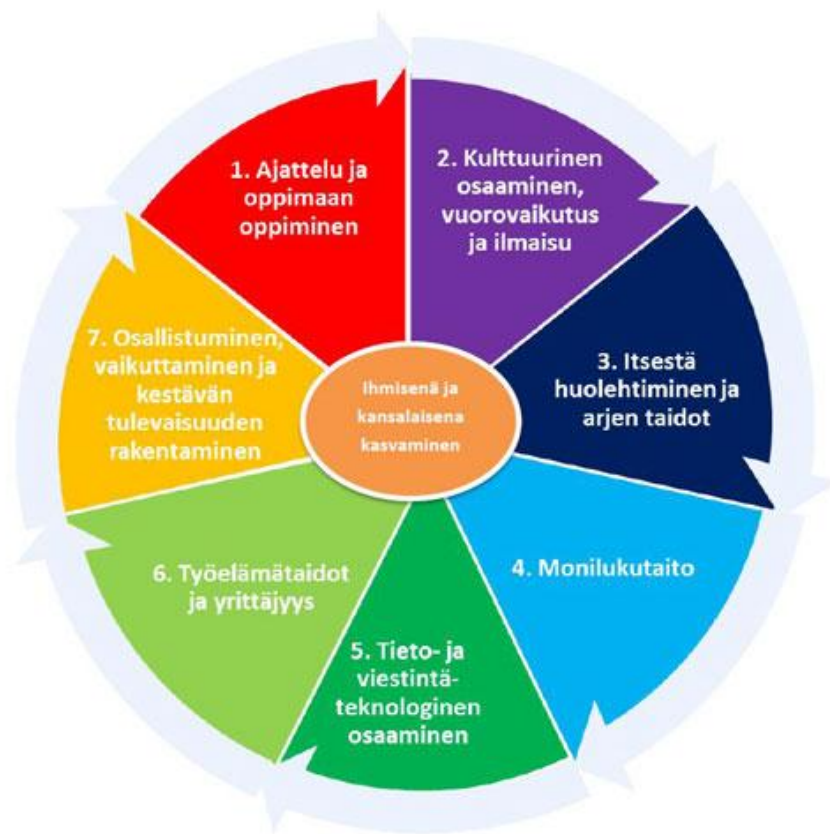 1. Ajattelu ja
oppimaan
oppiminen
2. Kulttuurinen
osaaminen,
vuorovaikutus
ja ilmaisu
3. Itsestä
huolehtiminen ja
arjen taidot
4. Monilukutaito
5. Tieto- ja
viestintä-
teknologinen
osaaminen
6. Työelämätaidot
ja yrittäjyys
7. Osallistuminen,
vaikuttaminen ja
kestävän
tulevaisuuden
rakentaminen
Ihmisenä ja
kansalaisena
kasvaminen